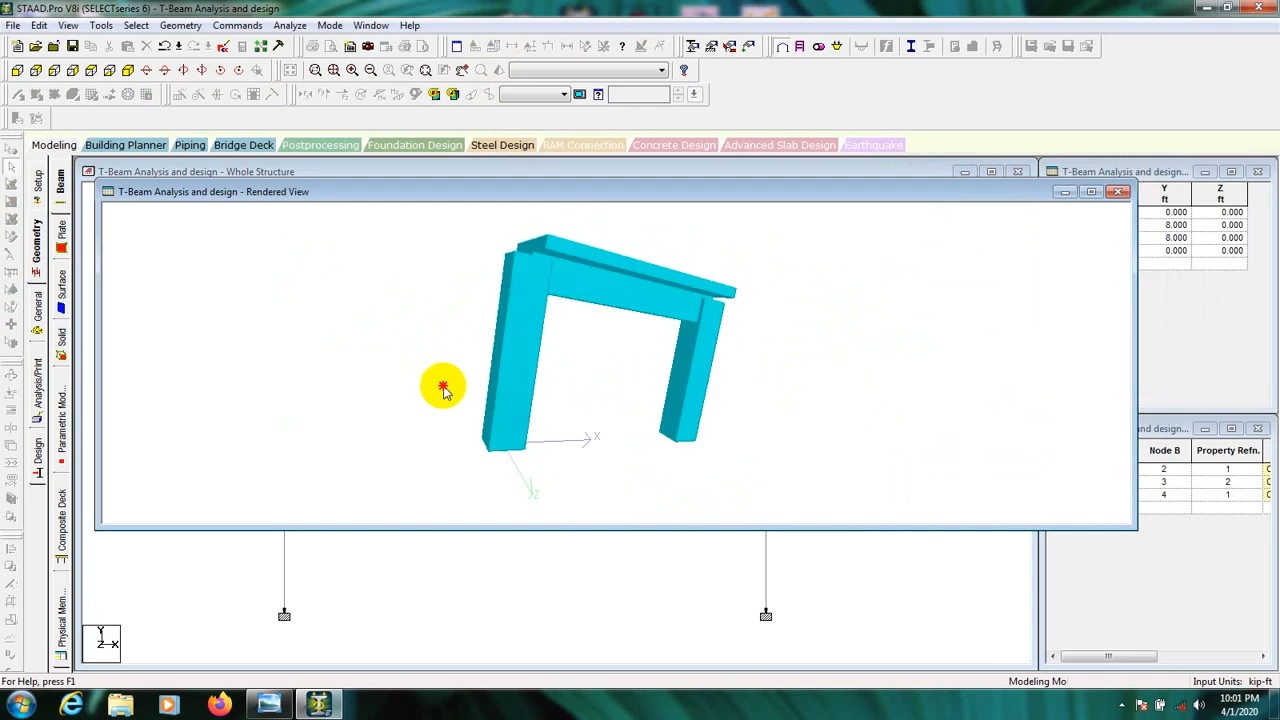 STAAD.Pro V8i (SELECTseries 6) - T-Beam Analysis and design
File Edit View Tools Select Geometry Commands Analyze Mode Window Help
Modeling Building Planner Piping Bridge Deck Postprocessing Foundation Design Steel Design RAM Connection Concrete Design Advanced Slab Design Earthquake
Setup
Geometry
General
Analysis/Print
Design
Beam
Plate
Surface
Solid
Parametric Mod...
Composite Deck
Physical Mem...
T-Beam Analysis and design - Whole Structure
T-Beam Analysis and design - Rendered View
X
Z
Y
Z X
T-Beam Analysis and design...
Y Z
ft ft
0.000 0.000
8.000 0.000
8.000 0.000
0.000 0.000
nd design...
Node B Property Refn.
2 1 C
3 2 C
4 1 C
For Help, press F1
Modeling Mo
Input Units: kip-ft
10:01 PM
4/1/2020